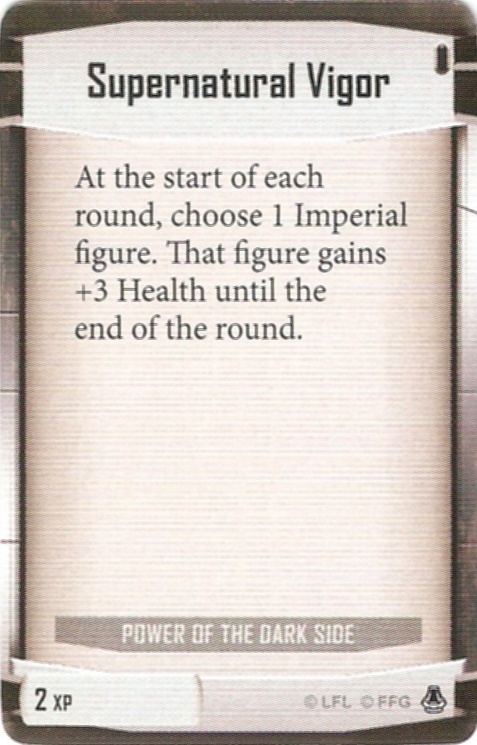 Supernatural Vigor
At the start of each
round, choose 1 Imperial
figure. That figure gains
+3 Health until the
end of the round.
POWER OF THE DARK SIDE
2 XP
© LFL © FFG